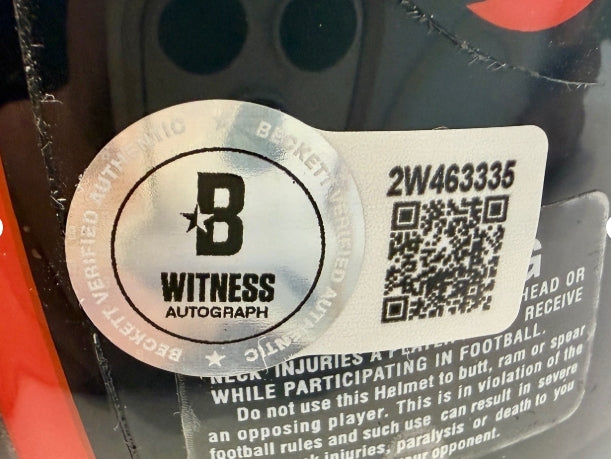 BECKETT VERIFIED AUTHENTIC ★ BECKETT VERIFIED AUTHENTIC ★
B
WITNESS
AUTOGRAPH
2W463335
G
HEAD OR
RECEIVE
NECK INJURIES A PLAYER
WHILE PARTICIPATING IN FOOTBALL.
Do not use this Helmet to butt, ram or spear
an opposing player. This is in violation of the
football rules and such use can result in severe
injuries, paralysis or death to you
your opponent.